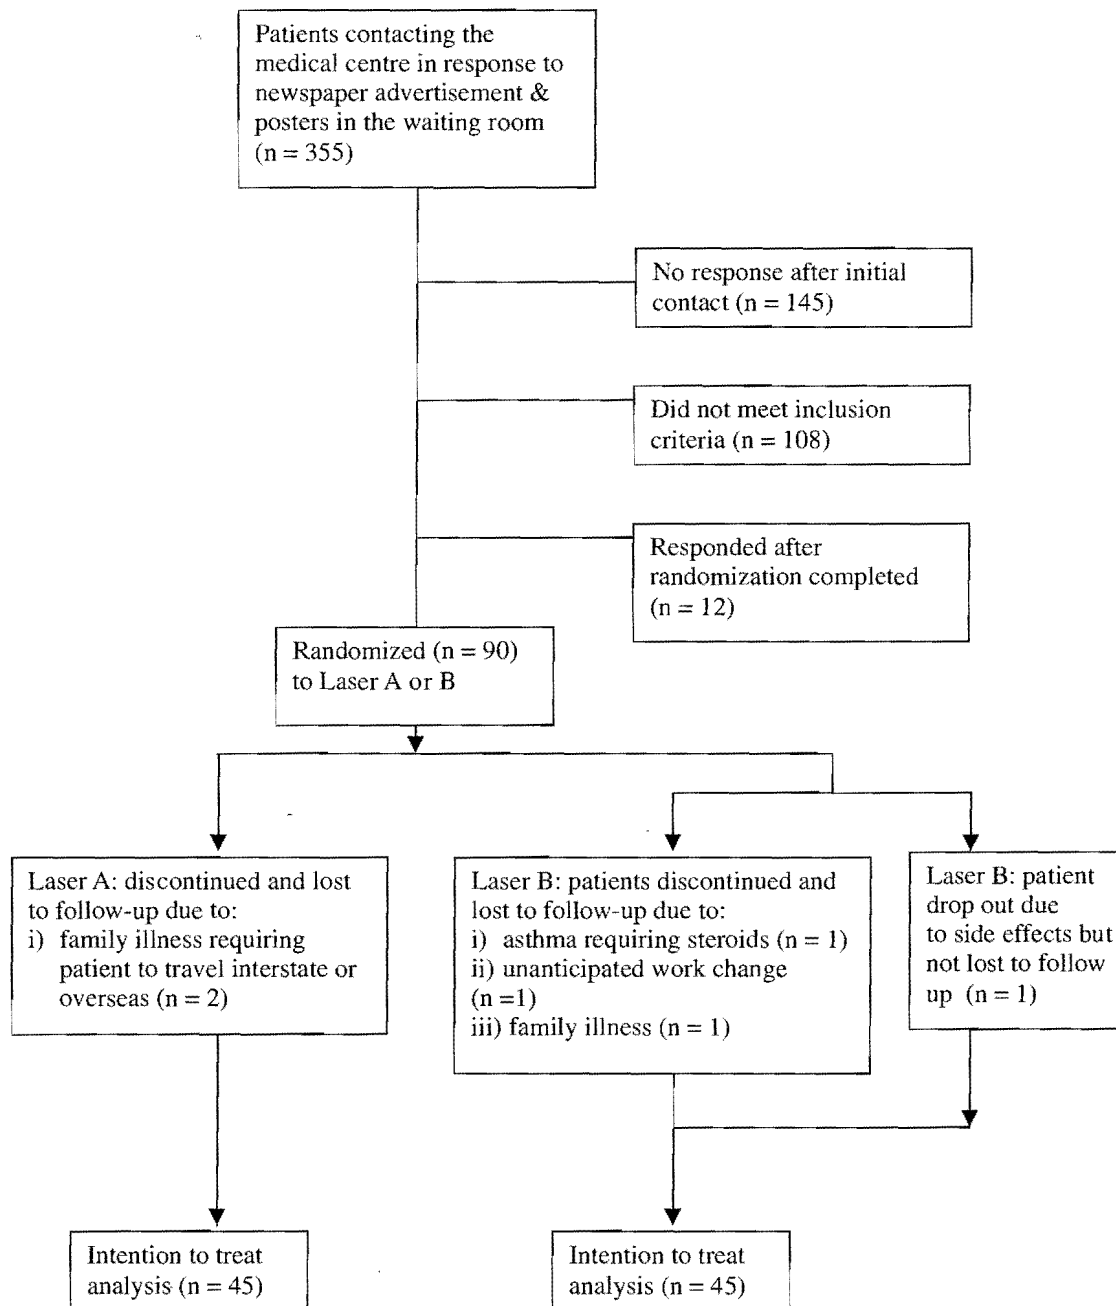 Patients contacting the
medical centre in response to
newspaper advertisement &
posters in the waiting room
(n = 355)
No response after initial
contact (n = 145)
Did not meet inclusion
criteria (n = 108)
Responded after
randomization completed
(n = 12)
Randomized (n = 90)
to Laser A or B
Laser A: discontinued and lost
to follow-up due to:
i) family illness requiring
patient to travel interstate or
overseas (n = 2)
Laser B: patients discontinued and
lost to follow-up due to:
i) asthma requiring steroids (n = 1)
ii) unanticipated work change
(n =1)
iii) family illness (n = 1)
Laser B: patient
drop out due
to side effects but
not lost to follow
up (n = 1)
Intention to treat
analysis (n = 45)
Intention to treat
analysis (n = 45)